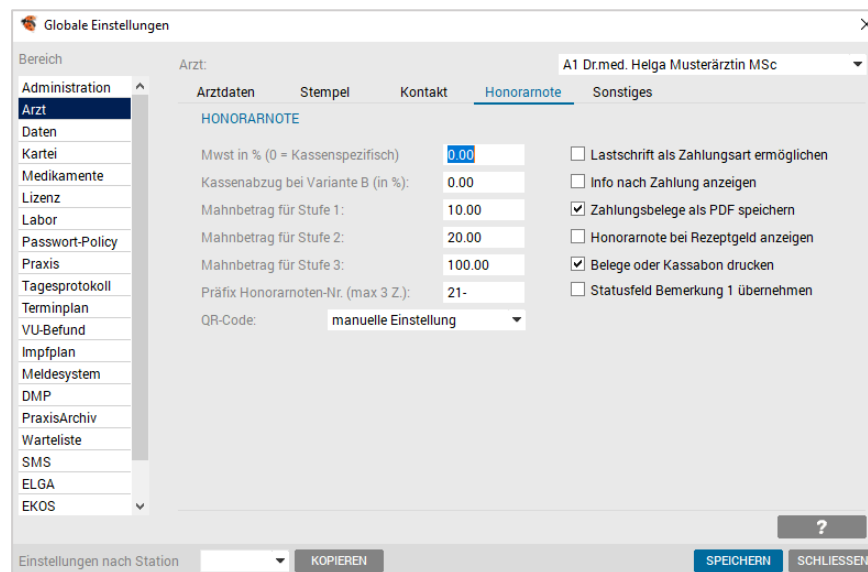 Globale Einstellungen
Bereich
Administration
Arzt
Daten
Kartei
Medikamente
Lizenz
Labor
Passwort-Policy
Praxis
Tagesprotokoll
Terminplan
VU-Befund
Impfplan
Meldesystem
DMP
PraxisArchiv
Warteliste
SMS
ELGA
EKOS
Arzt: A1 Dr.med. Helga Musterärztin MSc
Arztdaten Stempel Kontakt Honorarnote Sonstiges
HONORARNOTE
Mwst in % (0 = Kassenspezifisch) 0.00
Kassenabzug bei Variante B (in %): 0.00
Mahnbetrag für Stufe 1: 10.00
Mahnbetrag für Stufe 2: 20.00
Mahnbetrag für Stufe 3: 100.00
Präfix Honorarnoten-Nr. (max 3 Z.): 21-
QR-Code: manuelle Einstellung
Lastschrift als Zahlungsart ermöglichen
Info nach Zahlung anzeigen
Zahlungsbelege als PDF speichern
Honorarnote bei Rezeptgeld anzeigen
Belege oder Kassabon drucken
Statusfeld Bemerkung 1 übernehmen
?
Einstellungen nach Station KOPIEREN SPEICHERN SCHLIESSEN